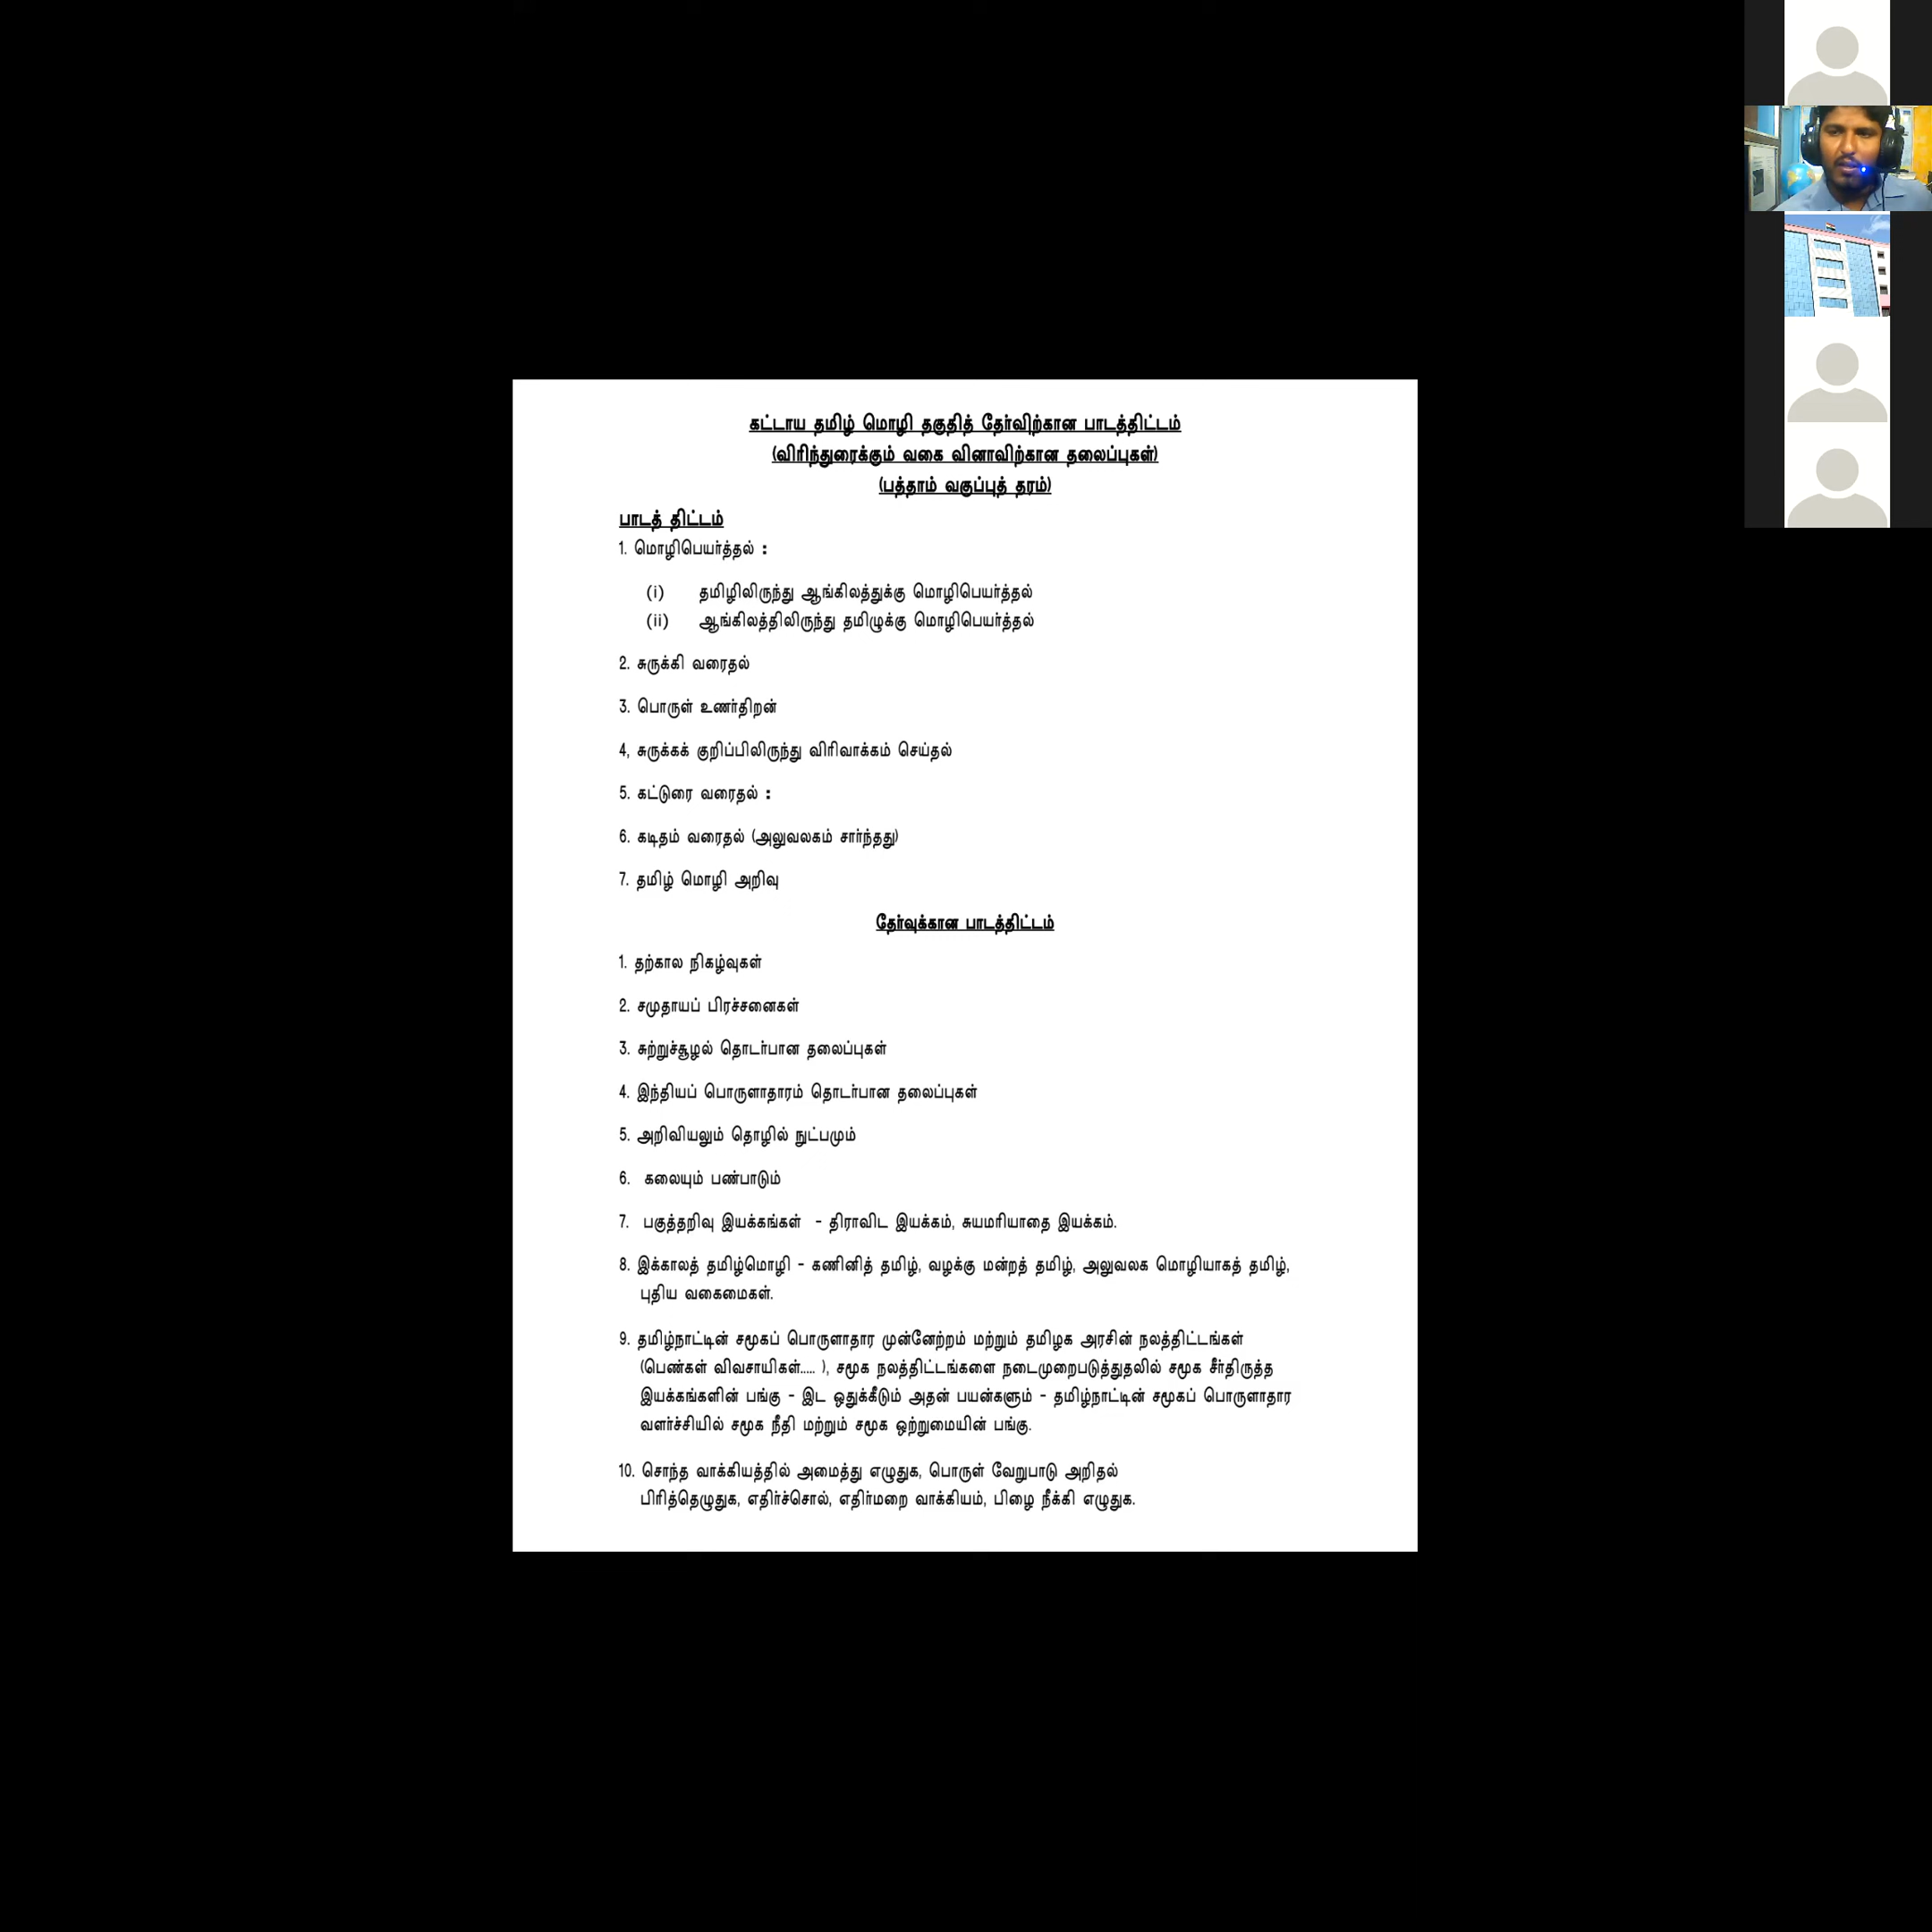 கட்டாய தமிழ் மொழி தகுதித் தேர்விற்கான பாடத்திட்டம்
(விரிந்துரைக்கும் வகை வினாவிற்கான தலைப்புகள்)
(பத்தாம் வகுப்புத் தரம்)
பாடத் திட்டம்
1. மொழிபெயர்த்தல் :
(i) தமிழிலிருந்து ஆங்கிலத்துக்கு மொழிபெயர்த்தல்
(ii) ஆங்கிலத்திலிருந்து தமிழுக்கு மொழிபெயர்த்தல்
2. சுருக்கி வரைதல்
3. பொருள் உணர்திறன்
4, சுருக்கக் குறிப்பிலிருந்து விரிவாக்கம் செய்தல்
5. கட்டுரை வரைதல் :
6. கடிதம் வரைதல் (அலுவலகம் சார்ந்தது)
7. தமிழ் மொழி அறிவு
தேர்வுக்கான பாடத்திட்டம்
1. தற்கால நிகழ்வுகள்
2. சமுதாயப் பிரச்சனைகள்
3. சுற்றுச்சூழல் தொடர்பான தலைப்புகள்
4. இந்தியப் பொருளாதாரம் தொடர்பான தலைப்புகள்
5. அறிவியலும் தொழில் நுட்பமும்
6. கலையும் பண்பாடும்
7. பகுத்தறிவு இயக்கங்கள் - திராவிட இயக்கம், சுயமரியாதை இயக்கம்.
8. இக்காலத் தமிழ்மொழி - கணினித் தமிழ், வழக்கு மன்றத் தமிழ், அலுவலக மொழியாகத் தமிழ்,
புதிய வகைமைகள்.
9. தமிழ்நாட்டின் சமூகப் பொருளாதார முன்னேற்றம் மற்றும் தமிழக அரசின் நலத்திட்டங்கள்
(பெண்கள் விவசாயிகள்..... ), சமூக நலத்திட்டங்களை நடைமுறைபடுத்துதலில் சமூக சீர்திருத்த
இயக்கங்களின் பங்கு - இட ஒதுக்கீடும் அதன் பயன்களும் - தமிழ்நாட்டின் சமூகப் பொருளாதார
வளர்ச்சியில் சமூக நீதி மற்றும் சமூக ஒற்றுமையின் பங்கு.
10. சொந்த வாக்கியத்தில் அமைத்து எழுதுக, பொருள் வேறுபாடு அறிதல்
பிரித்தெழுதுக, எதிர்ச்சொல், எதிர்மறை வாக்கியம், பிழை நீக்கி எழுதுக.